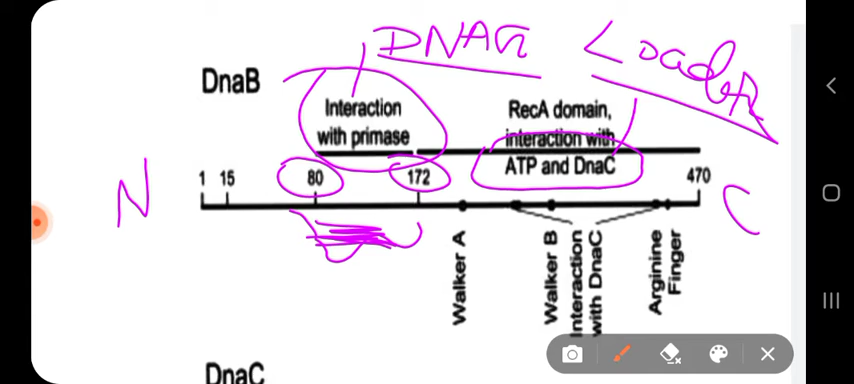 DNAG Loader
DnaB
Interaction
with primase
RecA domain,
interaction with
ATP and DnaC
N
1 15 80 172 470
C
Walker A
Walker B
Interaction
with DnaC
Arginine
Finger
DnaC